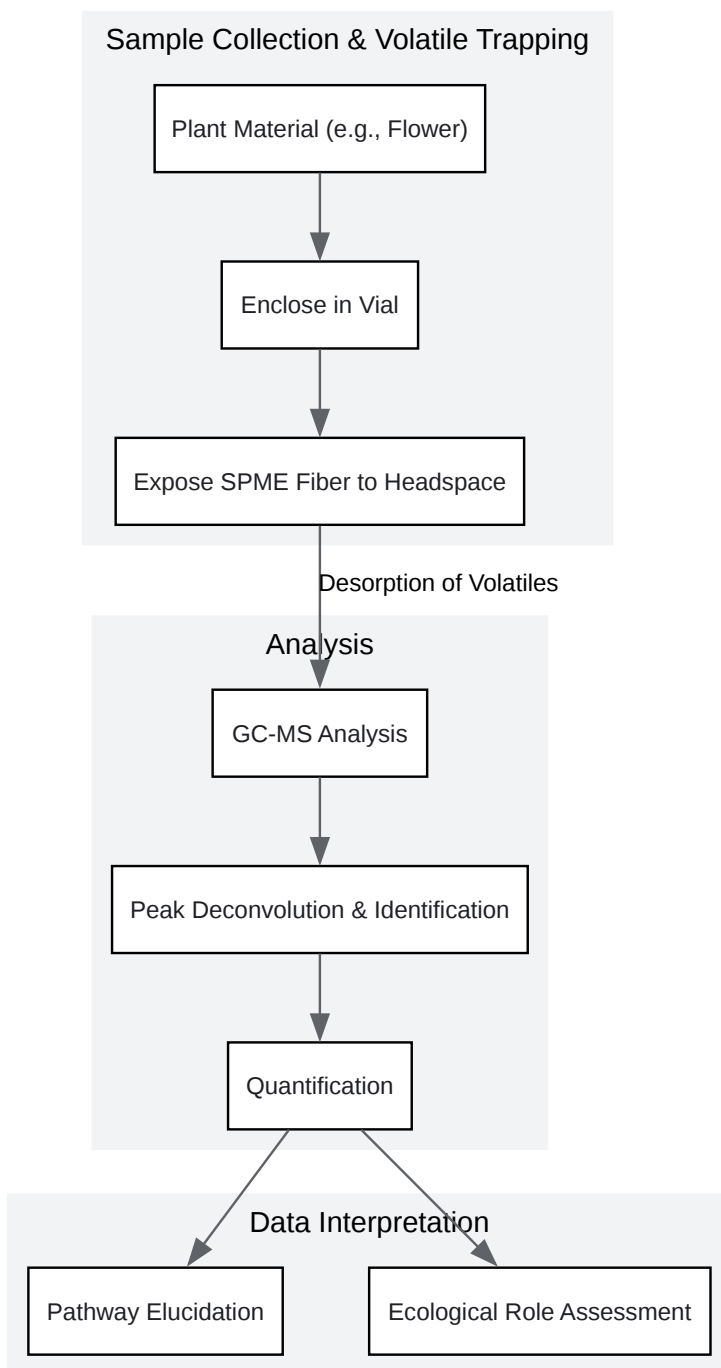 Sample Collection & Volatile Trapping
Plant Material (e.g., Flower)
Enclose in Vial
Expose SPME Fiber to Headspace
Desorption of Volatiles
Analysis
GC-MS Analysis
Peak Deconvolution & Identification
Quantification
Data Interpretation
Pathway Elucidation
Ecological Role Assessment